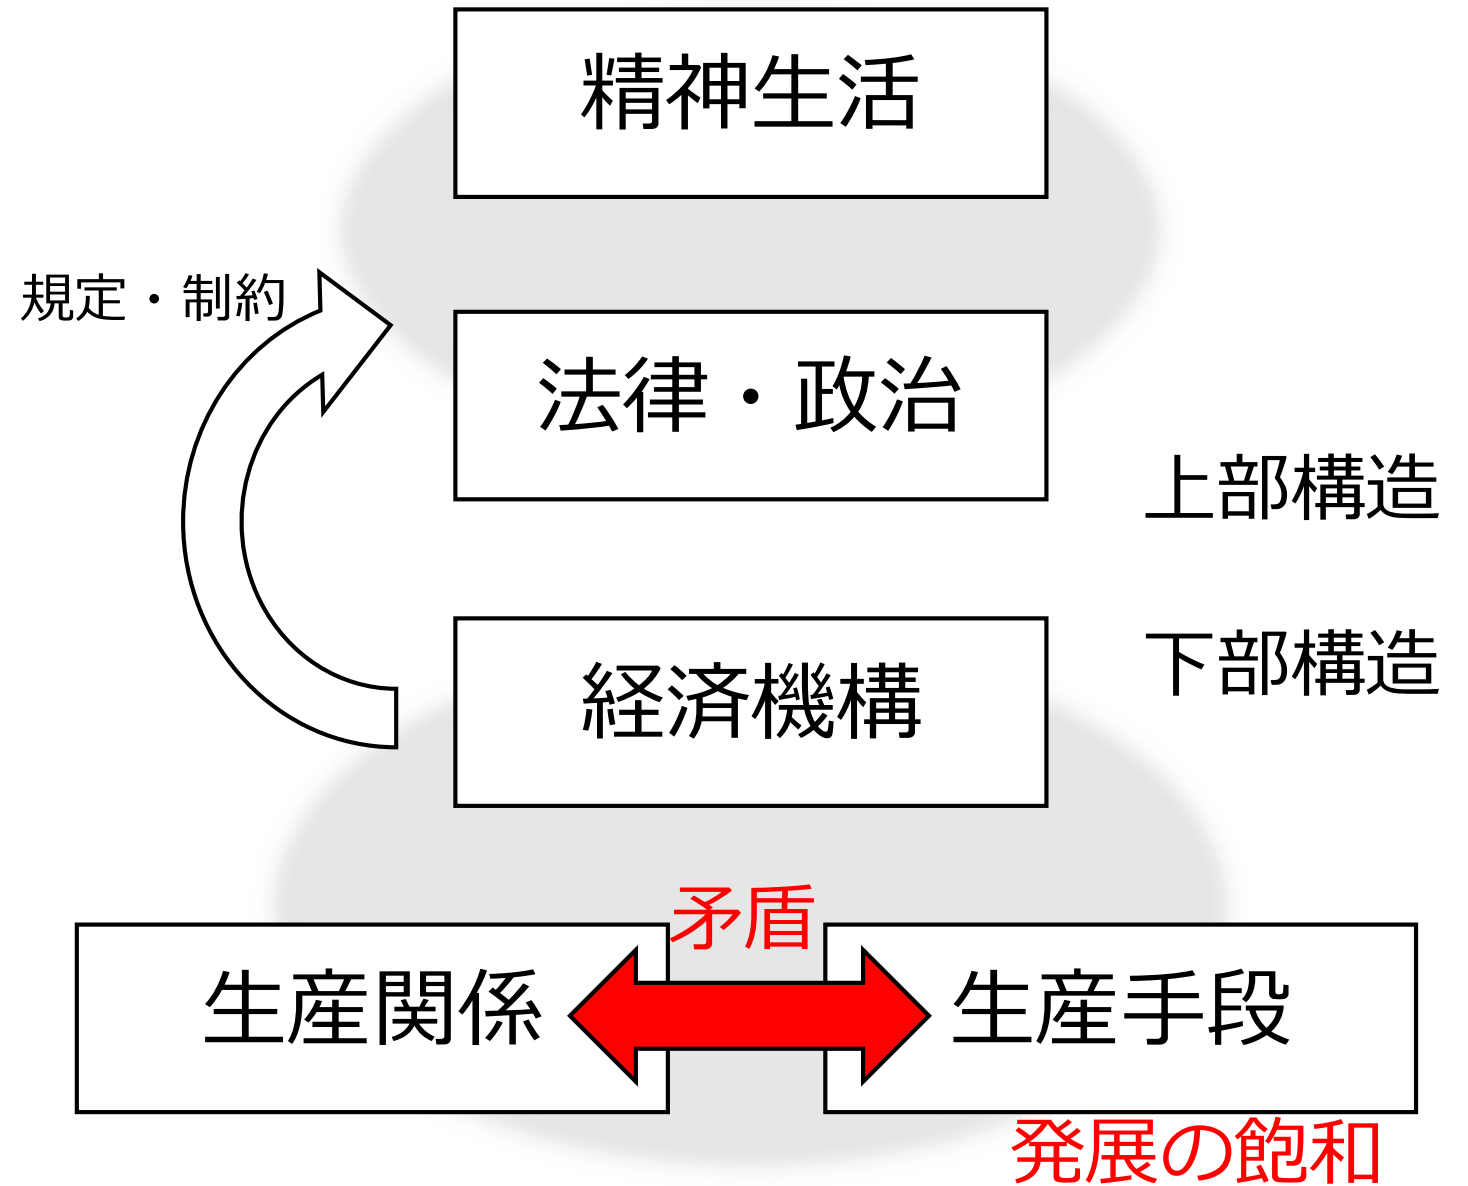 精神生活
規定・制約
法律・政治
上部構造
下部構造
経済機構
矛盾
生産関係
生産手段
発展の飽和